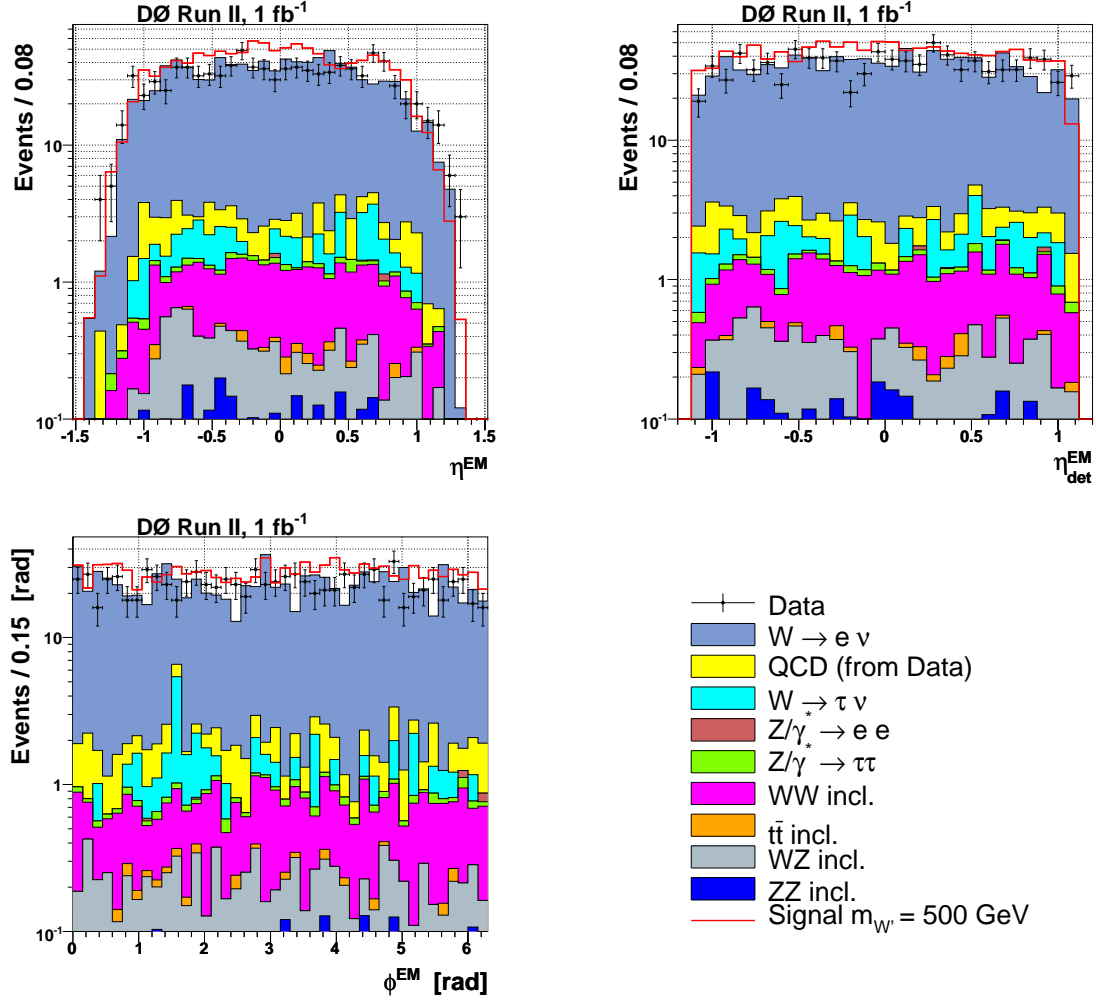 DØ Run II, 1 fb⁻¹
Events / 0.08
10
1
10⁻¹
-1.5 -1 -0.5 0 0.5 1 1.5
η^EM
DØ Run II, 1 fb⁻¹
Events / 0.08
10
1
10⁻¹
-1 -0.5 0 0.5 1
η^EM_det
DØ Run II, 1 fb⁻¹
Events / 0.15 [rad]
10
1
10⁻¹
0 1 2 3 4 5 6
ϕ^EM [rad]
Data
W → e ν
QCD (from Data)
W → τ ν
Z/γ* → e e
Z/γ* → ττ
WW incl.
tt̄ incl.
WZ incl.
ZZ incl.
Signal m_W' = 500 GeV